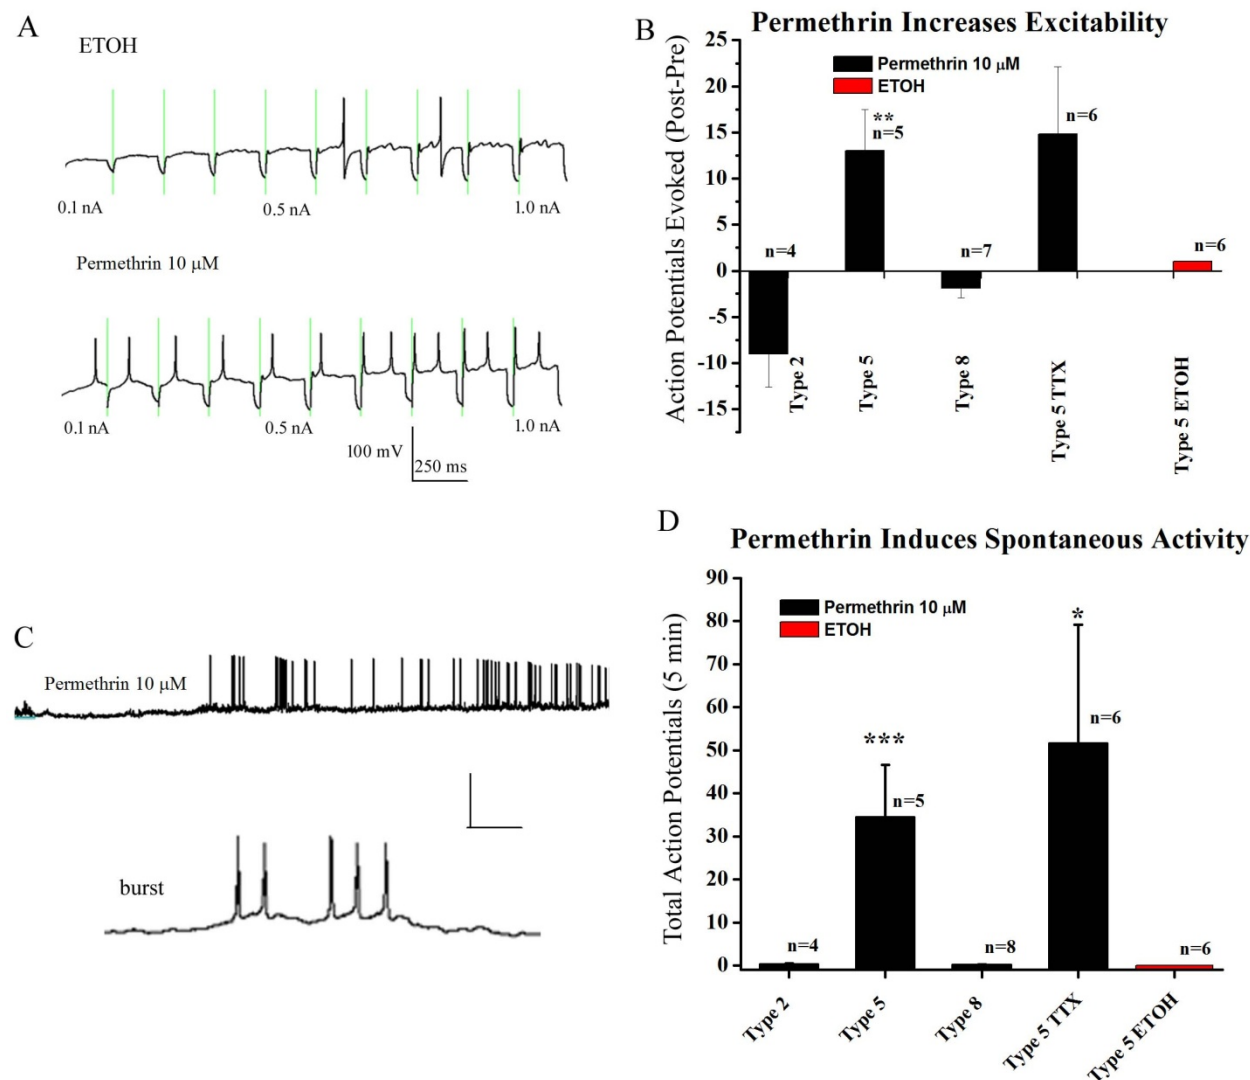 A
ETOH
0.1 nA
0.5 nA
1.0 nA
Permethrin 10 μM
0.1 nA
0.5 nA
1.0 nA
100 mV
250 ms
B
Permethrin Increases Excitability
Action Potentials Evoked (Post-Pre)
25
20
15
10
5
0
-5
-10
-15
Permethrin 10 μM
ETOH
n=4
**
n=5
n=7
n=6
n=6
Type 2
Type 5
Type 8
Type 5 TTX
Type 5 ETOH
C
Permethrin 10 μM
burst
D
Permethrin Induces Spontaneous Activity
Total Action Potentials (5 min)
90
80
70
60
50
40
30
20
10
0
Permethrin 10 μM
ETOH
n=4
***
n=5
n=8
*
n=6
n=6
Type 2
Type 5
Type 8
Type 5 TTX
Type 5 ETOH